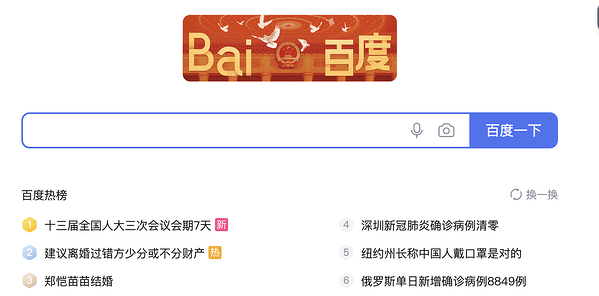 Bai 百度
百度一下
百度热榜
换一换
1 十三届全国人大三次会议会期7天 新
2 建议离婚过错方少分或不分财产 热
3 郑恺苗苗结婚
4 深圳新冠肺炎确诊病例清零
5 纽约州长称中国人戴口罩是对的
6 俄罗斯单日新增确诊病例8849例